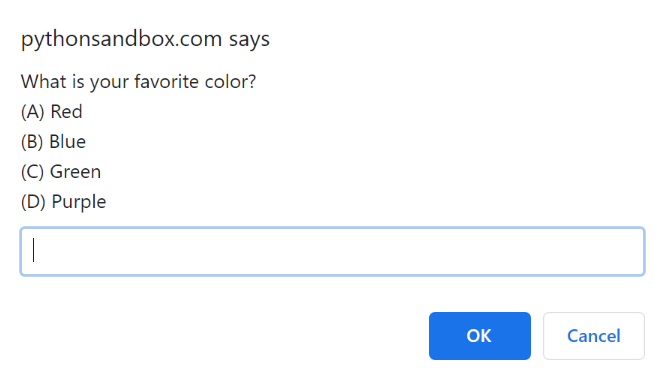 pythonsandbox.com says
What is your favorite color?
(A) Red
(B) Blue
(C) Green
(D) Purple
OK Cancel